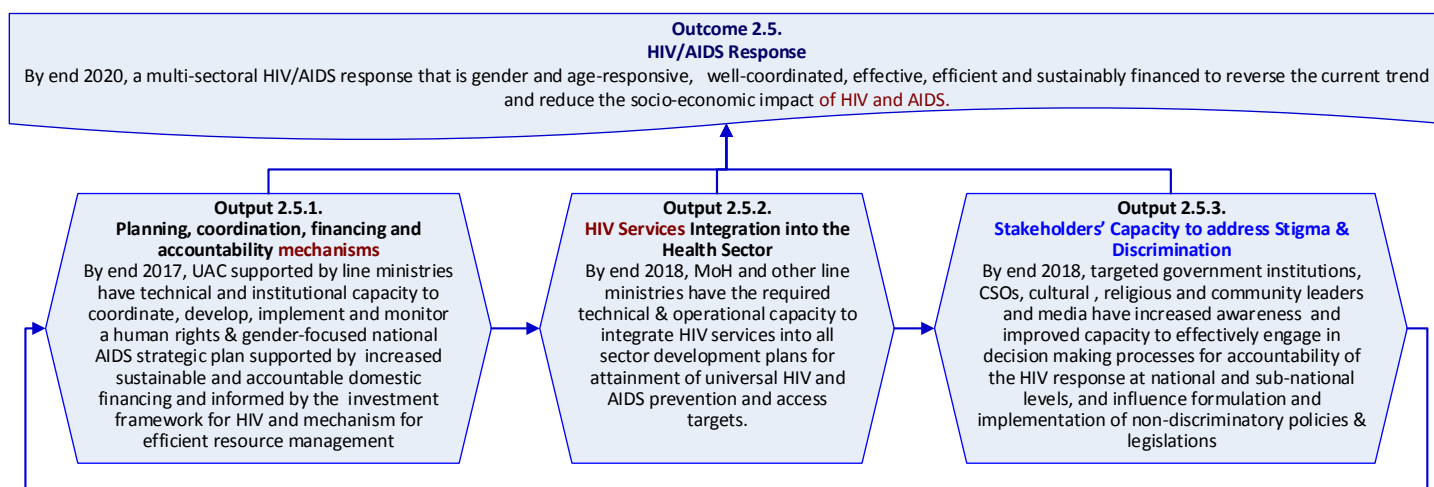 Outcome 2.5.
HIV/AIDS Response
By end 2020, a multi-sectoral HIV/AIDS response that is gender and age-responsive, well-coordinated, effective, efficient and sustainably financed to reverse the current trend
and reduce the socio-economic impact of HIV and AIDS.
Output 2.5.1.
Planning, coordination, financing and
accountability mechanisms
By end 2017, UAC supported by line ministries
have technical and institutional capacity to
coordinate, develop, implement and monitor
a human rights & gender-focused national
AIDS strategic plan supported by increased
sustainable and accountable domestic
financing and informed by the investment
framework for HIV and mechanism for
efficient resource management
Output 2.5.2.
HIV Services Integration into the
Health Sector
By end 2018, MoH and other line
ministries have the required
technical & operational capacity to
integrate HIV services into all
sector development plans for
attainment of universal HIV and
AIDS prevention and access
targets.
Output 2.5.3.
Stakeholders' Capacity to address Stigma &
Discrimination
By end 2018, targeted government institutions,
CSOs, cultural , religious and community leaders
and media have increased awareness and
improved capacity to effectively engage in
decision making processes for accountability of
the HIV response at national and sub-national
levels, and influence formulation and
implementation of non-discriminatory policies &
legislations